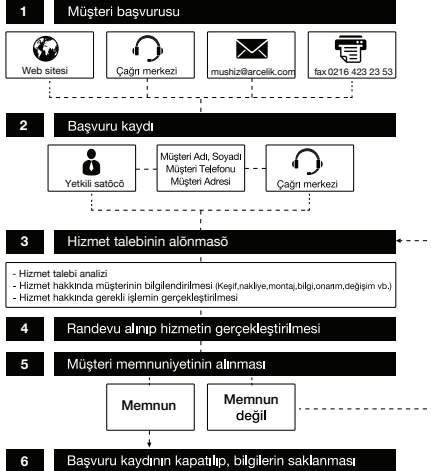 1 Müşteri başvurusu
Web sitesi
Çağrı merkezi
mushiz@arcelik.com
fax 0216 423 23 53
2 Başvuru kaydı
Yetkili satöcö
Müşteri Adı, Soyadı
Müşteri Telefonu
Müşteri Adresi
Çağrı merkezi
3 Hizmet talebinin alõnmasõ
- Hizmet talebi analizi
- Hizmet hakkında müşterinin bilgilendirilmesi (Keşif,nakliye,montaj,bilgi,onarım,değişim vb.)
- Hizmet hakkında gerekli işlemin gerçekleştirilmesi
4 Randevu alınıp hizmetin gerçekleştirilmesi
5 Müşteri memnuniyetinin alınması
Memnun
Memnun
değil
6 Başvuru kaydının kapatılıp, bilgilerin saklanması